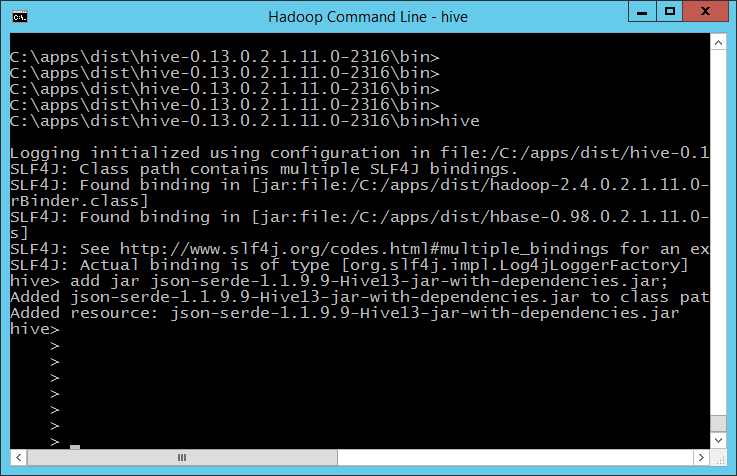 Hadoop Command Line - hive
C:\apps\dist\hive-0.13.0.2.1.11.0-2316\bin>
C:\apps\dist\hive-0.13.0.2.1.11.0-2316\bin>
C:\apps\dist\hive-0.13.0.2.1.11.0-2316\bin>
C:\apps\dist\hive-0.13.0.2.1.11.0-2316\bin>
C:\apps\dist\hive-0.13.0.2.1.11.0-2316\bin>hive
Logging initialized using configuration in file:/C:/apps/dist/hive-0.1
SLF4J: Class path contains multiple SLF4J bindings.
SLF4J: Found binding in [jar:file:/C:/apps/dist/hadoop-2.4.0.2.1.11.0-
rBinder.class]
SLF4J: Found binding in [jar:file:/C:/apps/dist/hbase-0.98.0.2.1.11.0-
s]
SLF4J: See http://www.slf4j.org/codes.html#multiple_bindings for an ex
SLF4J: Actual binding is of type [org.slf4j.impl.Log4jLoggerFactory]
hive> add jar json-serde-1.1.9.9-Hive13-jar-with-dependencies.jar;
Added json-serde-1.1.9.9-Hive13-jar-with-dependencies.jar to class pat
Added resource: json-serde-1.1.9.9-Hive13-jar-with-dependencies.jar
hive>
>
>
>
>
>
>
>